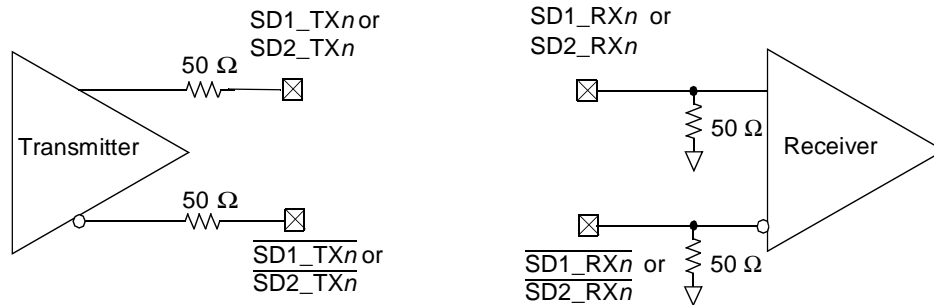 SD1_TXn or
SD2_TXn
50 Ω
Transmitter
50 Ω
SD1_TXn or
SD2_TXn
SD1_RXn or
SD2_RXn
50 Ω
Receiver
SD1_RXn or
SD2_RXn
50 Ω